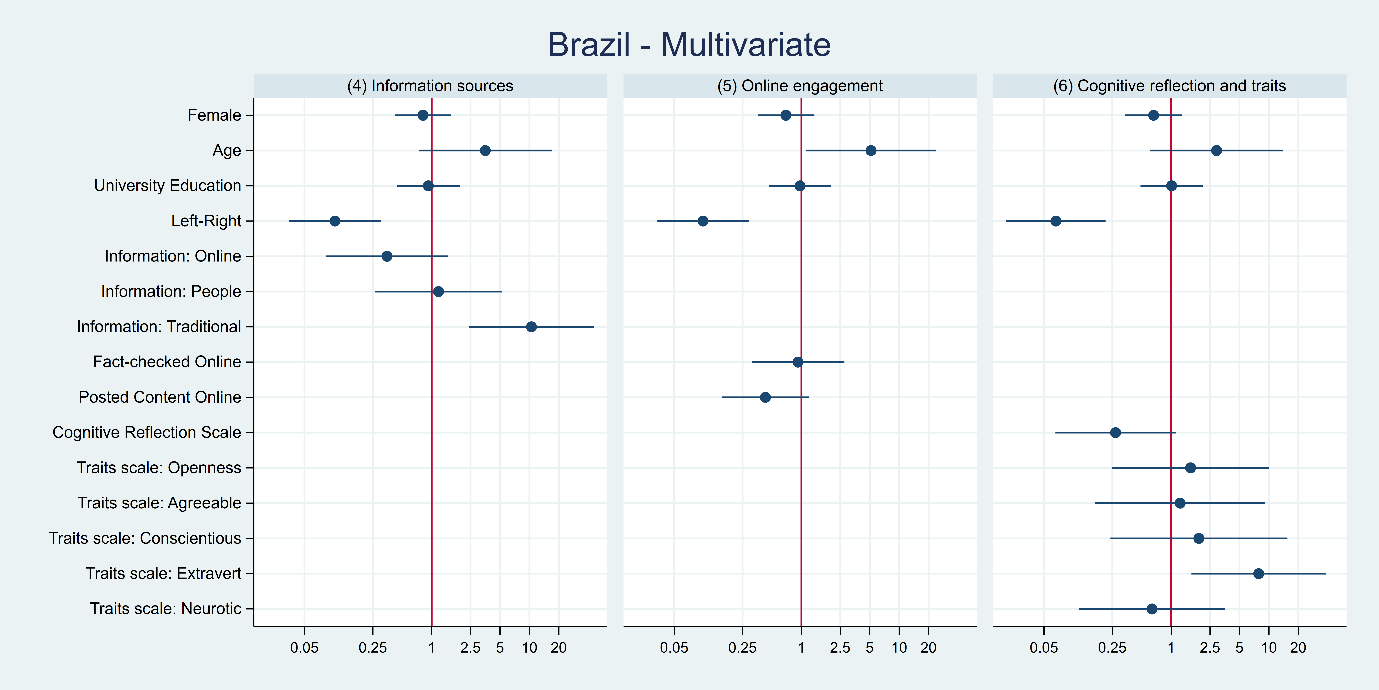 Brazil - Multivariate
(4) Information sources
(5) Online engagement
(6) Cognitive reflection and traits
Female
Age
University Education
Left-Right
Information: Online
Information: People
Information: Traditional
Fact-checked Online
Posted Content Online
Cognitive Reflection Scale
Traits scale: Openness
Traits scale: Agreeable
Traits scale: Conscientious
Traits scale: Extravert
Traits scale: Neurotic
0.05 0.25 1 2.5 5 10 20
0.05 0.25 1 2.5 5 10 20
0.05 0.25 1 2.5 5 10 20